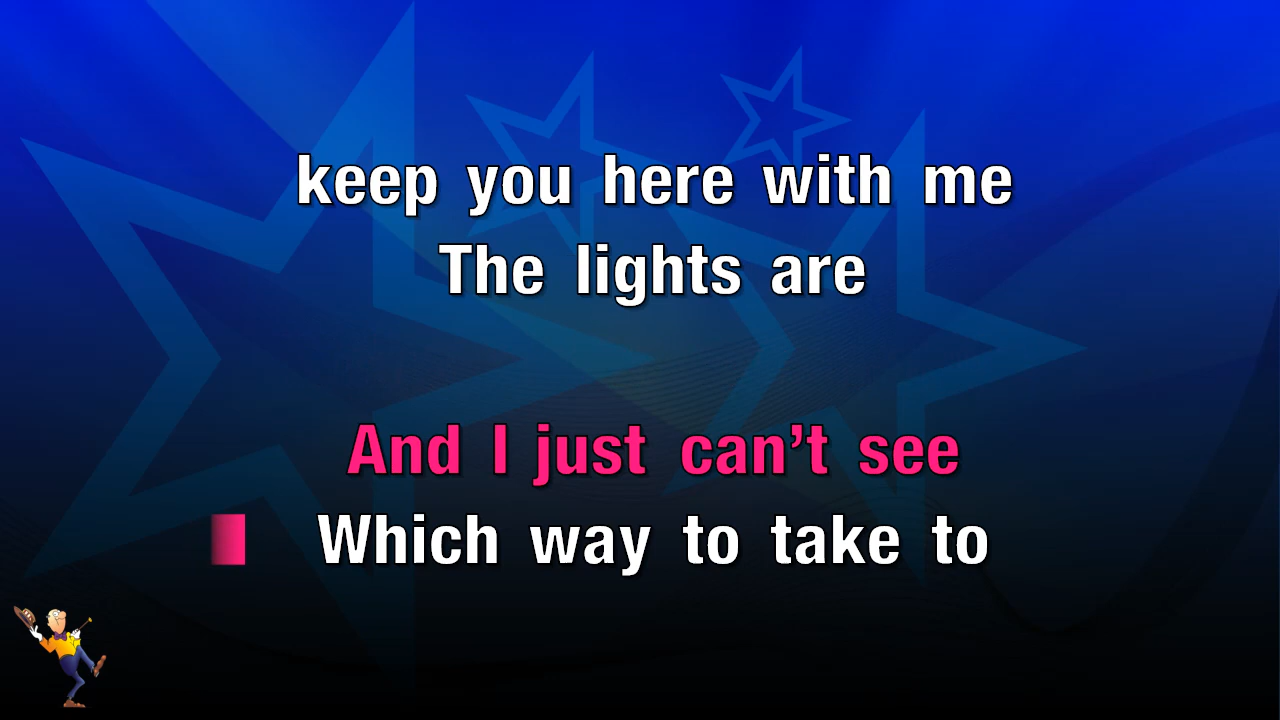 keep you here with me
The lights are
And I just can’t see
Which way to take to